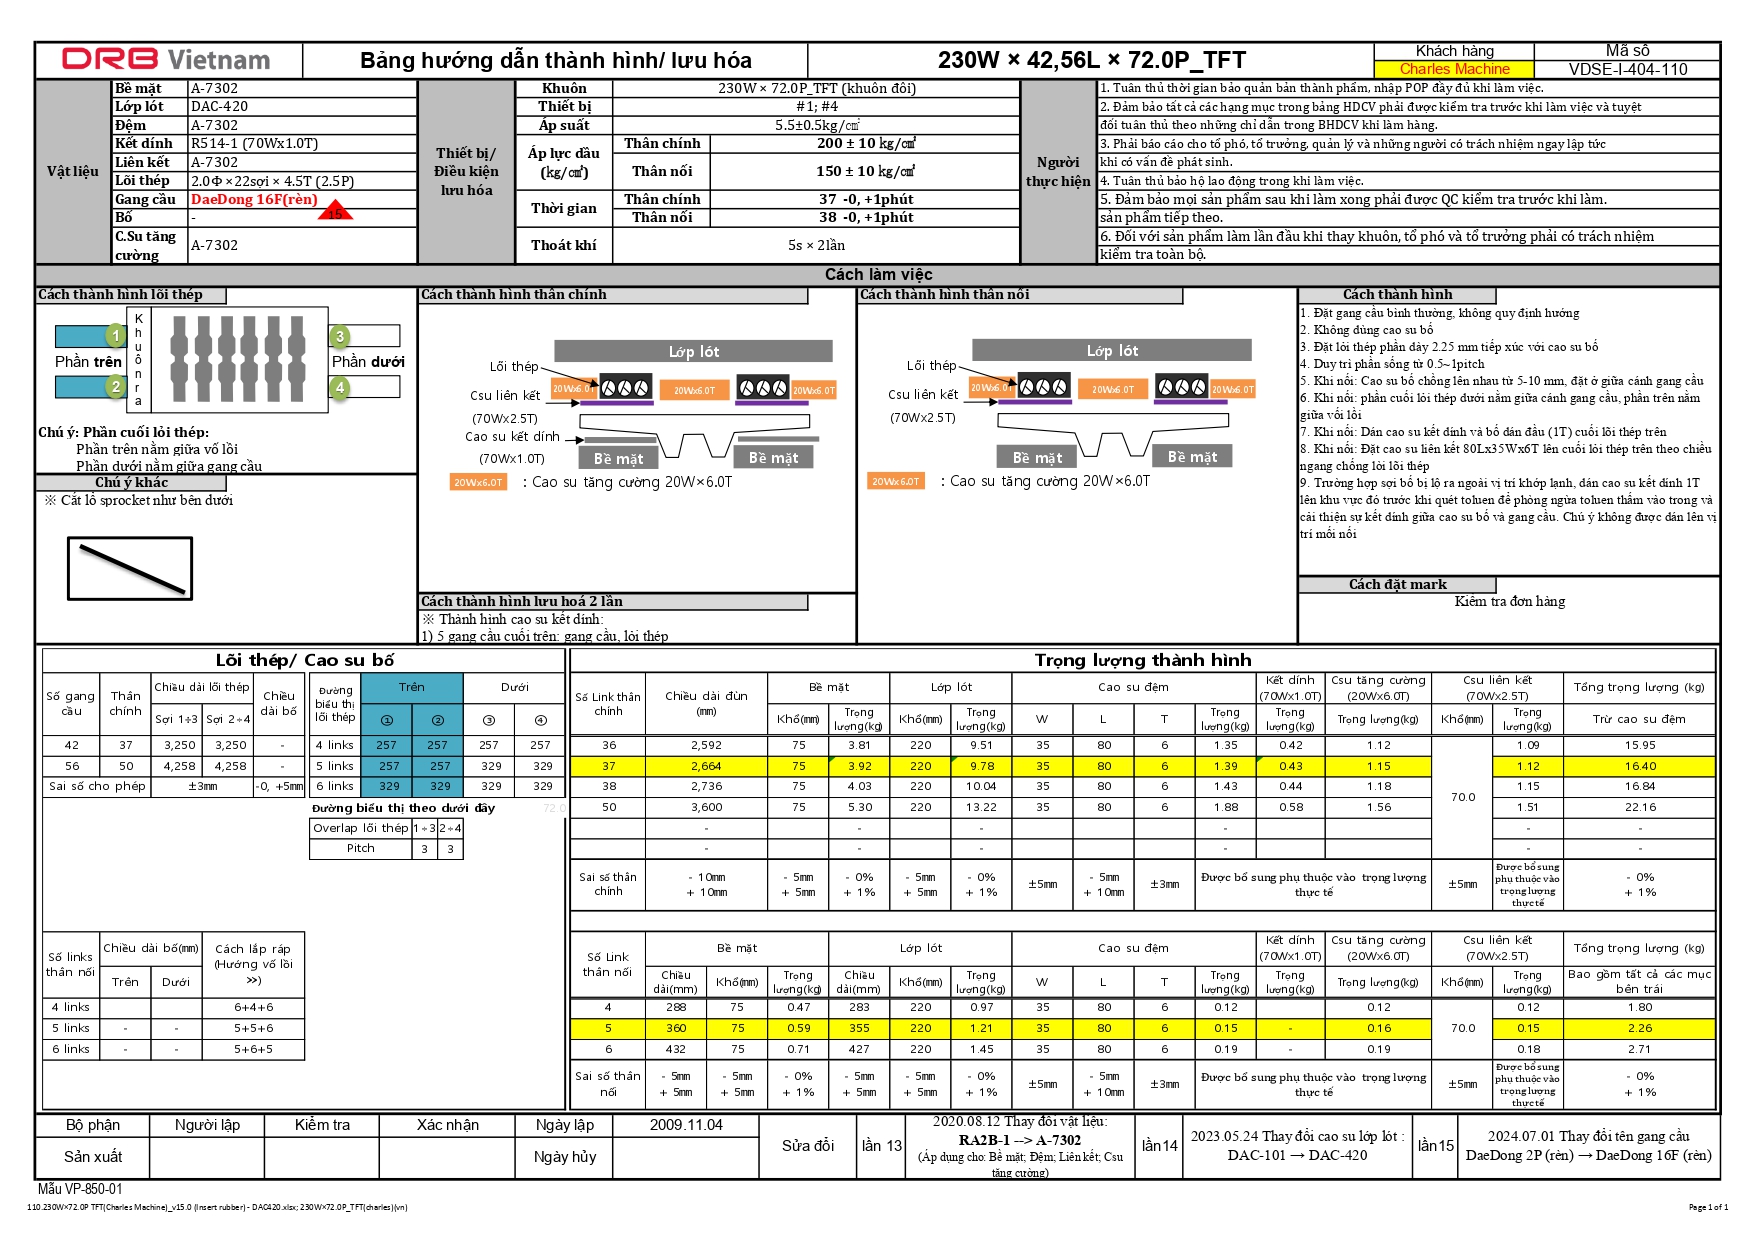 DRB Vietnam
Bảng hướng dẫn thành hình/ lưu hóa
230W × 42,56L × 72.0P_TFT
Khách hàng
Mã số
Charles Machine
VDSE-I-404-110
Vật liệu
Bề mặt A-7302
Lớp lót DAC-420
Đệm A-7302
Kết dính R514-1 (70Wx1.0T)
Liên kết A-7302
Lõi thép 2.0Φ ×22sợi × 4.5T (2.5P)
Gang cầu DaeDong 16F(rèn)
15
Bố -
C.Su tăng cường A-7302
Thiết bị/ Điều kiện lưu hóa
Khuôn 230W × 72.0P_TFT (khuôn đôi)
Thiết bị #1; #4
Áp suất 5.5±0.5kg/㎠
Áp lực dầu (kg/㎠)
Thân chính 200 ± 10 kg/㎠
Thân nối 150 ± 10 kg/㎠
Thời gian
Thân chính 37 -0, +1phút
Thân nối 38 -0, +1phút
Thoát khí 5s × 2lần
Người thực hiện
1. Tuân thủ thời gian bảo quản bán thành phẩm, nhập POP đầy đủ khi làm việc.
2. Đảm bảo tất cả các hạng mục trong bảng HDCV phải được kiểm tra trước khi làm việc và tuyệt
đối tuân thủ theo những chỉ dẫn trong BHDCV khi làm hàng.
3. Phải báo cáo cho tổ phó, tổ trưởng, quản lý và những người có trách nhiệm ngay lập tức
khi có vấn đề phát sinh.
4. Tuân thủ bảo hộ lao động trong khi làm việc.
5. Đảm bảo mọi sản phẩm sau khi làm xong phải được QC kiểm tra trước khi làm.
sản phẩm tiếp theo.
6. Đối với sản phẩm làm lần đầu khi thay khuôn, tổ phó và tổ trưởng phải có trách nhiệm
kiểm tra toàn bộ.
Cách làm việc
Cách thành hình lõi thép
Khuôn ra
1
2
3
4
Phần trên
Phần dưới
Chú ý: Phần cuối lỏi thép:
Phần trên nằm giữa vố lồi
Phần dưới nằm giữa gang cầu
Chú ý khác
※ Cắt lỗ sprocket như bên dưới
Cách thành hình thân chính
Lớp lót
Lõi thép
20Wx6.0T
20Wx6.0T
20Wx6.0T
Csu liên kết
(70Wx2.5T)
Cao su kết dính
(70Wx1.0T)
Bề mặt
Bề mặt
20Wx6.0T : Cao su tăng cường 20W×6.0T
Cách thành hình lưu hoá 2 lần
※ Thành hình cao su kết dính:
1) 5 gang cầu cuối trên: gang cầu, lõi thép
Cách thành hình thân nối
Lớp lót
Lõi thép
20Wx6.0T
20Wx6.0T
20Wx6.0T
Csu liên kết
(70Wx2.5T)
Bề mặt
Bề mặt
20Wx6.0T : Cao su tăng cường 20W×6.0T
Cách thành hình
1. Đặt gang cầu bình thường, không quy định hướng
2. Không dùng cao su bố
3. Đặt lõi thép phần dày 2.25 mm tiếp xúc với cao su bố
4. Duy trì phần sống từ 0.5~1pitch
5. Khi nối: Cao su bố chồng lên nhau từ 5-10 mm, đặt ở giữa cánh gang cầu
6. Khi nối: phần cuối lõi thép dưới nằm giữa cánh gang cầu, phần trên nằm
giữa vối lồi
7. Khi nối: Dán cao su kết dính và bố dán đầu (1T) cuối lõi thép trên
8. Khi nối: Đặt cao su liên kết 80Lx35Wx6T lên cuối lõi thép trên theo chiều
ngang chồng lỏi lõi thép
9. Trường hợp sợi bố bị lộ ra ngoài vị trí khớp lạnh, dán cao su kết dính 1T
lên khu vực đó trước khi quét toluen để phòng ngừa toluen thấm vào trong và
cải thiện sự kết dính giữa cao su bố và gang cầu. Chú ý không được dán lên vị
trí mối nối
Cách đặt mark
Kiểm tra đơn hàng
Lõi thép/ Cao su bố
Số gang cầu Thân chính Chiều dài lõi thép Chiều dài bố
Sợi 1÷3 Sợi 2÷4
42 37 3,250 3,250 -
56 50 4,258 4,258 -
Sai số cho phép ±3mm -0, +5mm
Đường biểu thị lõi thép Trên Dưới
① ② ③ ④
4 links 257 257 257 257
5 links 257 257 329 329
6 links 329 329 329 329
Đường biểu thị theo dưới đây 72.0
Overlap lõi thép 1÷3 2÷4
Pitch 3 3
Số links thân nối Chiều dài bố(mm) Cách lắp ráp (Hướng vố lồi >>)
Trên Dưới
4 links 6+4+6
5 links - - 5+5+6
6 links - - 5+6+5
Trọng lượng thành hình
Số Link thân chính Chiều dài đùn (mm) Bề mặt Lớp lót Cao su đệm Kết dính (70Wx1.0T) Csu tăng cường (20Wx6.0T) Csu liên kết (70Wx2.5T) Tổng trọng lượng (kg)
Khổ(mm) Trọng lượng(kg) Khổ(mm) Trọng lượng(kg) W L T Trọng lượng(kg) Trọng lượng(kg) Trọng lượng(kg) Khổ(mm) Trọng lượng(kg) Trừ cao su đệm
36 2,592 75 3.81 220 9.51 35 80 6 1.35 0.42 1.12 1.09 15.95
37 2,664 75 3.92 220 9.78 35 80 6 1.39 0.43 1.15 1.12 16.40
38 2,736 75 4.03 220 10.04 35 80 6 1.43 0.44 1.18 70.0 1.15 16.84
50 3,600 75 5.30 220 13.22 35 80 6 1.88 0.58 1.56 1.51 22.16
- - - - - -
- - - - - -
Sai số thân chính - 10mm + 10mm - 5mm + 5mm - 0% + 1% - 5mm + 5mm - 0% + 1% ±5mm - 5mm + 10mm ±3mm Được bổ sung phụ thuộc vào trọng lượng thực tế ±5mm Được bổ sung phụ thuộc vào trọng lượng thực tế - 0% + 1%
Số Link thân nối Bề mặt Lớp lót Cao su đệm Kết dính (70Wx1.0T) Csu tăng cường (20Wx6.0T) Csu liên kết (70Wx2.5T) Tổng trọng lượng (kg)
Chiều dài(mm) Khổ(mm) Trọng lượng(kg) Chiều dài(mm) Khổ(mm) Trọng lượng(kg) W L T Trọng lượng(kg) Trọng lượng(kg) Trọng lượng(kg) Khổ(mm) Trọng lượng(kg) Bao gồm tất cả các mục bên trái
4 288 75 0.47 283 220 0.97 35 80 6 0.12 0.12 0.12 1.80
5 360 75 0.59 355 220 1.21 35 80 6 0.15 - 0.16 70.0 0.15 2.26
6 432 75 0.71 427 220 1.45 35 80 6 0.19 - 0.19 0.18 2.71
Sai số thân nối - 5mm + 5mm - 5mm + 5mm - 0% + 1% - 5mm + 5mm - 5mm + 5mm - 0% + 1% ±5mm - 5mm + 10mm ±3mm Được bổ sung phụ thuộc vào trọng lượng thực tế ±5mm Được bổ sung phụ thuộc vào trọng lượng thực tế - 0% + 1%
Bộ phận Người lập Kiểm tra Xác nhận Ngày lập 2009.11.04
Sản xuất Ngày hủy
Sửa đổi
lần 13
2020.08.12 Thay đổi vật liệu:
RA2B-1 --> A-7302
(Áp dụng cho: Bề mặt; Đệm; Liên kết; Csu
tăng cường)
lần14
2023.05.24 Thay đổi cao su lớp lót :
DAC-101 → DAC-420
lần15
2024.07.01 Thay đổi tên gang cầu
DaeDong 2P (rèn) → DaeDong 16F (rèn)
Mẫu VP-850-01
110.230W×72.0P TFT(Charles Machine)_v15.0 (Insert rubber) - DAC420.xlsx; 230W×72.0P_TFT(charles)(vn)
Page 1 of 1